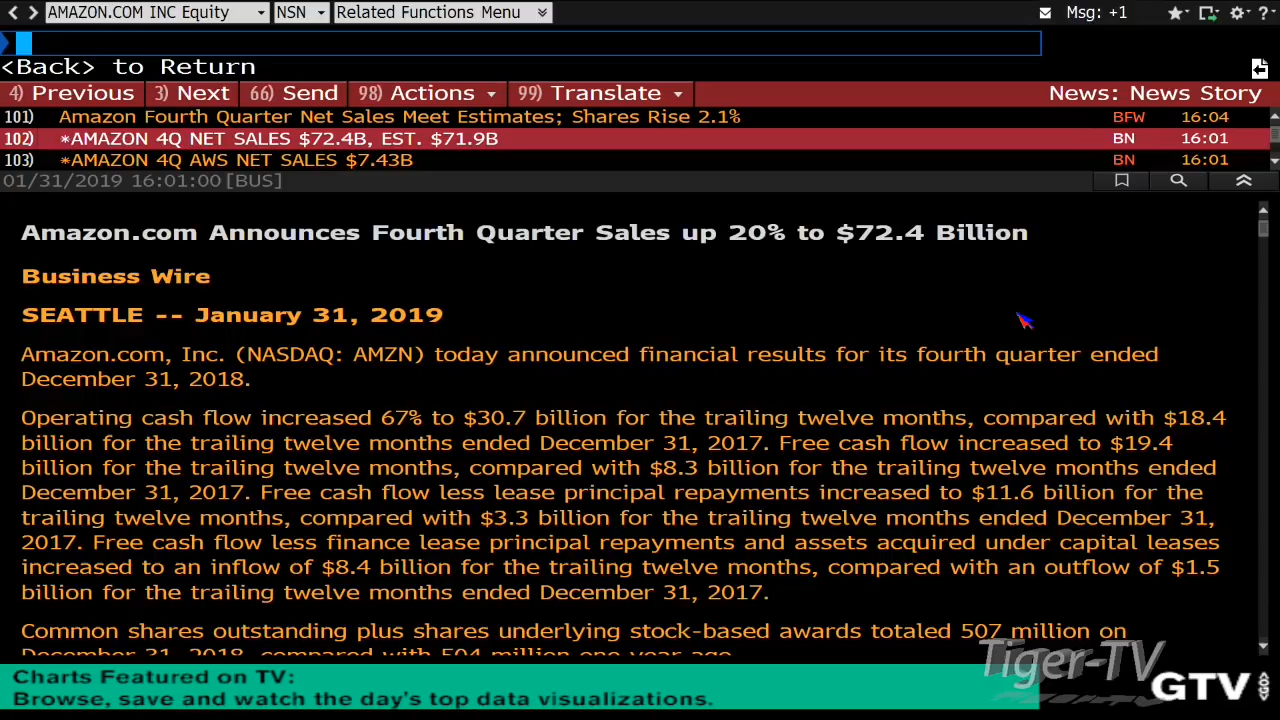 AMAZON.COM INC Equity NSN Related Functions Menu Msg: +1
<Back> to Return
4) Previous 3) Next 66) Send 98) Actions 99) Translate News: News Story
101) Amazon Fourth Quarter Net Sales Meet Estimates; Shares Rise 2.1% BFW 16:04
102) *AMAZON 4Q NET SALES $72.4B, EST. $71.9B BN 16:01
103) *AMAZON 4Q AWS NET SALES $7.43B BN 16:01
01/31/2019 16:01:00[BUS]
Amazon.com Announces Fourth Quarter Sales up 20% to $72.4 Billion
Business Wire
SEATTLE -- January 31, 2019
Amazon.com, Inc. (NASDAQ: AMZN) today announced financial results for its fourth quarter ended
December 31, 2018.
Operating cash flow increased 67% to $30.7 billion for the trailing twelve months, compared with $18.4
billion for the trailing twelve months ended December 31, 2017. Free cash flow increased to $19.4
billion for the trailing twelve months, compared with $8.3 billion for the trailing twelve months ended
December 31, 2017. Free cash flow less lease principal repayments increased to $11.6 billion for the
trailing twelve months, compared with $3.3 billion for the trailing twelve months ended December 31,
2017. Free cash flow less finance lease principal repayments and assets acquired under capital leases
increased to an inflow of $8.4 billion for the trailing twelve months, compared with an outflow of $1.5
billion for the trailing twelve months ended December 31, 2017.
Common shares outstanding plus shares underlying stock-based awards totaled 507 million on
December 31, 2018, compared with 504 million one year ago.
Charts Featured on TV:
Browse, save and watch the day's top data visualizations.
Tiger-TV
GTV